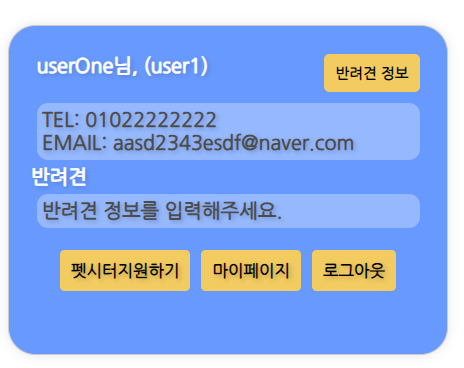 userOne님, (user1)
반려견 정보
TEL: 01022222222
EMAIL: aasd2343esdf@naver.com
반려견
반려견 정보를 입력해주세요.
펫시터지원하기
마이페이지
로그아웃